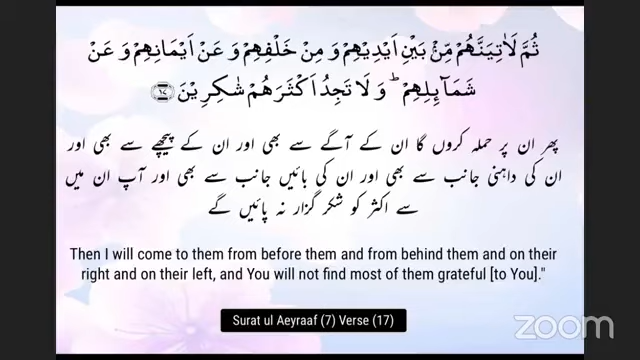 ثُمَّ لَاٰتِيَنَّهُمْ مِّنْۢ بَيْنِ اَيْدِيْهِمْ وَ مِنْ خَلْفِهِمْ وَ عَنْ اَيْمَانِهِمْ وَ عَنْ
شَمَآئِلِهِمْ ؕ وَ لَا تَجِدُ اَكْثَرَهُمْ شٰكِرِيْنَ ﴿۱۷﴾
پھر ان پر حملہ کروں گا ان کے آگے سے بھی اور ان کے پیچھے سے بھی اور
ان کی داہنی جانب سے بھی اور ان کی بائیں جانب سے بھی اور آپ ان میں
سے اکثر کو شکر گزار نہ پائیں گے
Then I will come to them from before them and from behind them and on their
right and on their left, and You will not find most of them grateful [to You]."
Surat ul Aeyraaf (7) Verse (17)
zoom